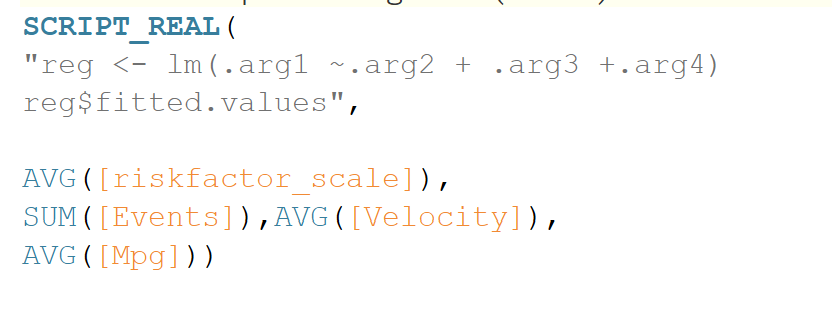 SCRIPT_REAL(
"reg <- lm(.arg1 ~.arg2 + .arg3 +.arg4)
reg$fitted.values",
AVG([riskfactor_scale]),
SUM([Events]),AVG([Velocity]),
AVG([Mpg]))